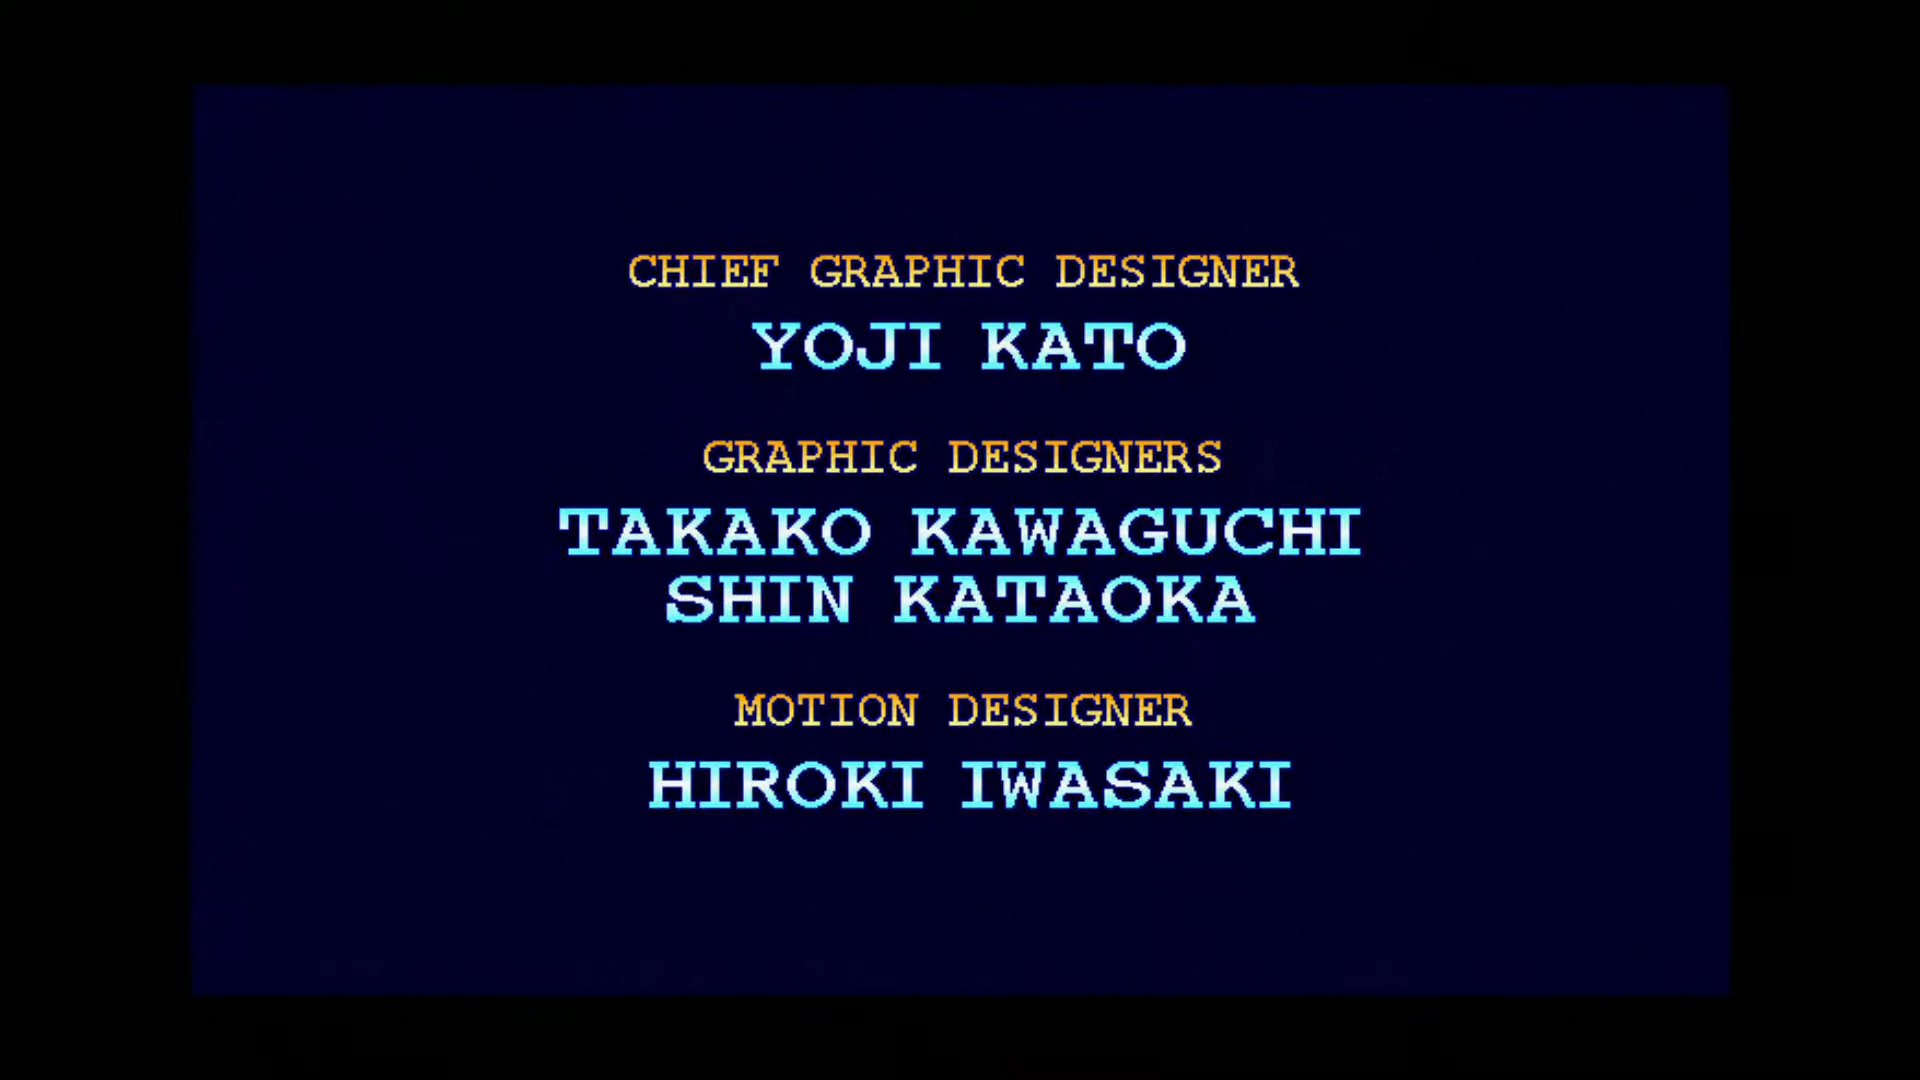 CHIEF GRAPHIC DESIGNER
YOJI KATO
GRAPHIC DESIGNERS
TAKAKO KAWAGUCHI
SHIN KATAOKA
MOTION DESIGNER
HIROKI IWASAKI